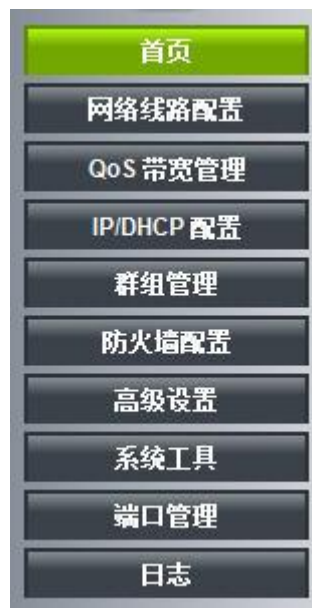 首页
网络线路配置
QoS 带宽管理
IP/DHCP 配置
群组管理
防火墙配置
高级设置
系统工具
端口管理
日志